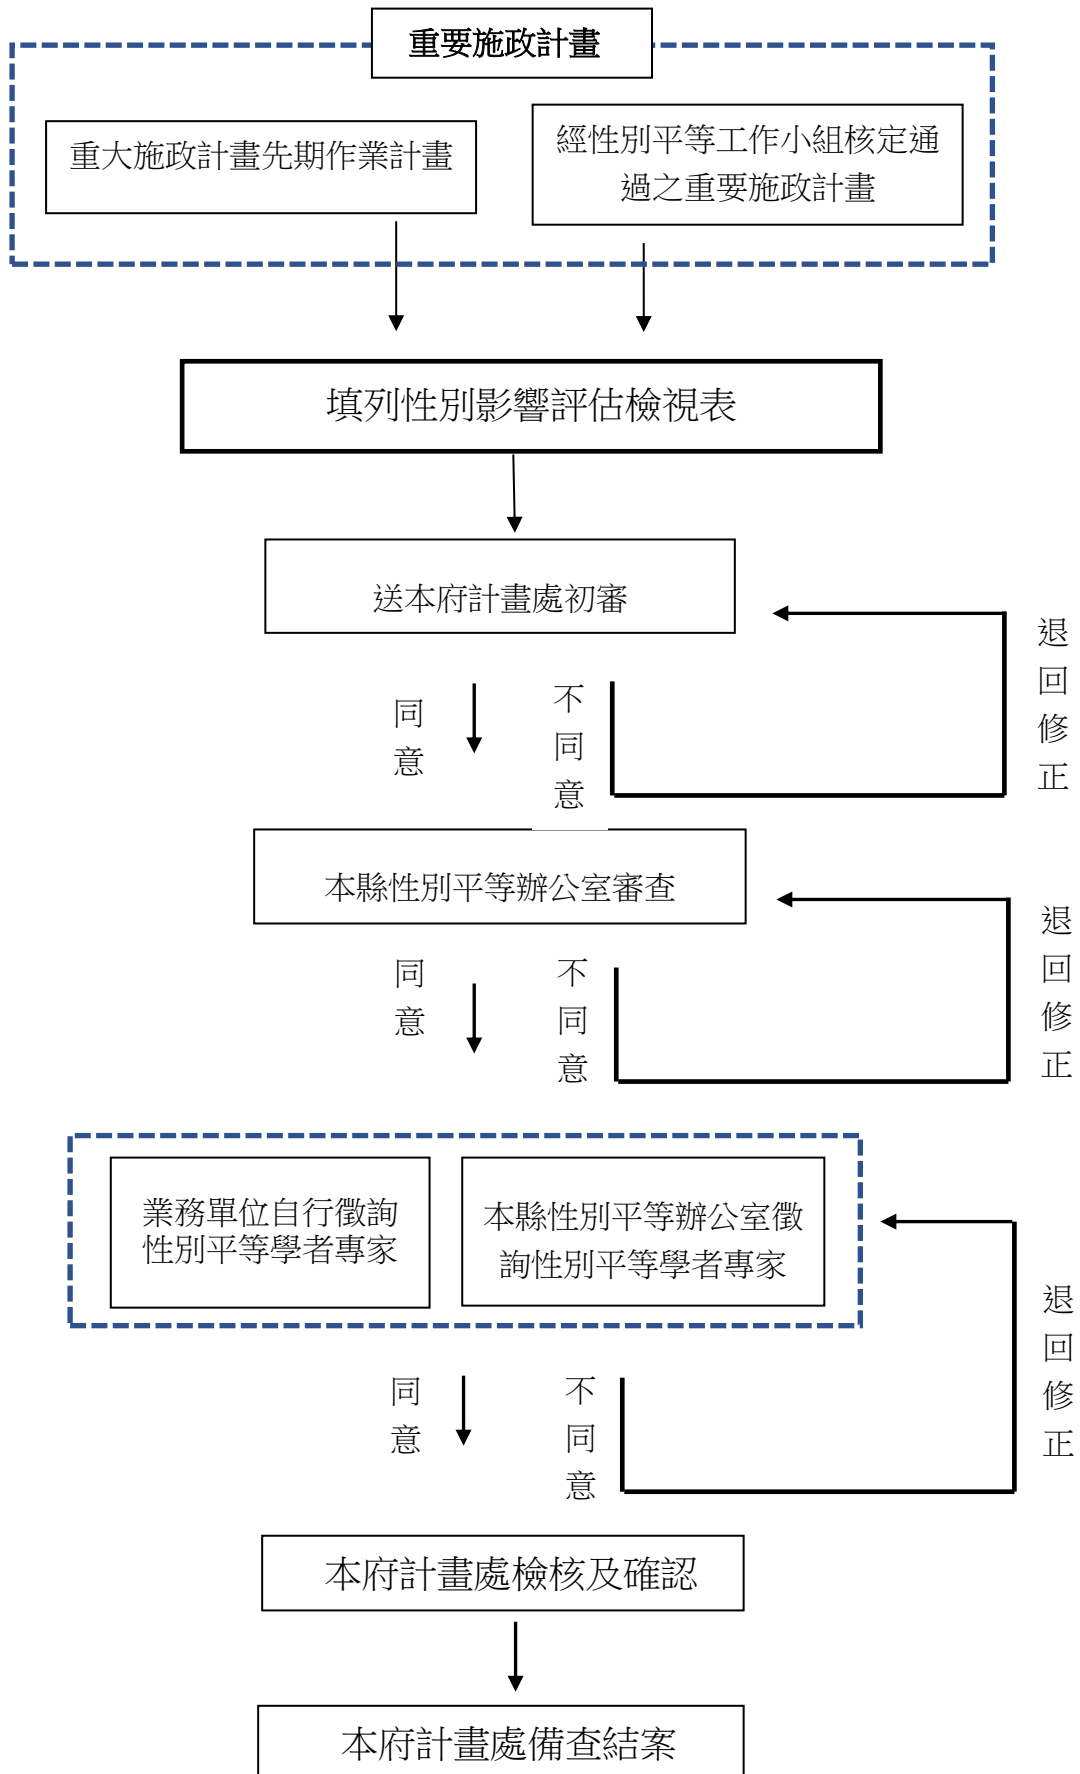 重要施政計畫
重大施政計畫先期作業計畫
經性別平等工作小組核定通
過之重要施政計畫
填列性別影響評估檢視表
送本府計畫處初審
同意
不同意
退回修正
本縣性別平等辦公室審查
同意
不同意
退回修正
業務單位自行徵詢
性別平等學者專家
本縣性別平等辦公室徵
詢性別平等學者專家
同意
不同意
退回修正
本府計畫處檢核及確認
本府計畫處備查結案